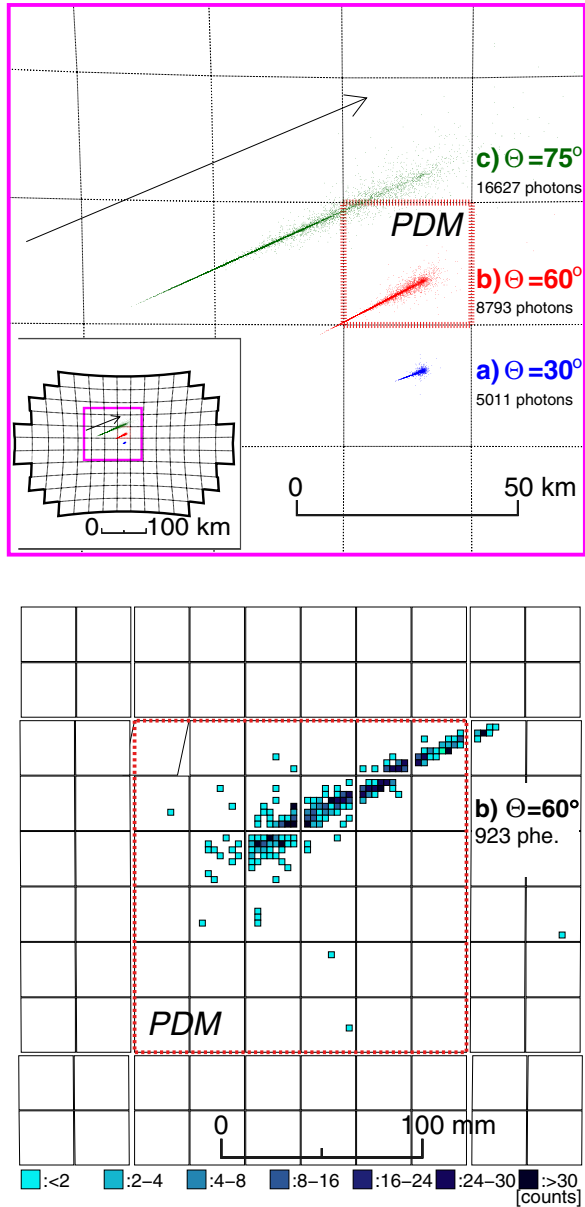 c) Θ=75°
16627 photons
PDM
b) Θ=60°
8793 photons
a) Θ=30°
5011 photons
0 50 km
0 100 km
b) Θ=60°
923 phe.
PDM
0 100 mm
:<2 :2−4 :4−8 :8−16 :16−24 :24−30 :>30
[counts]